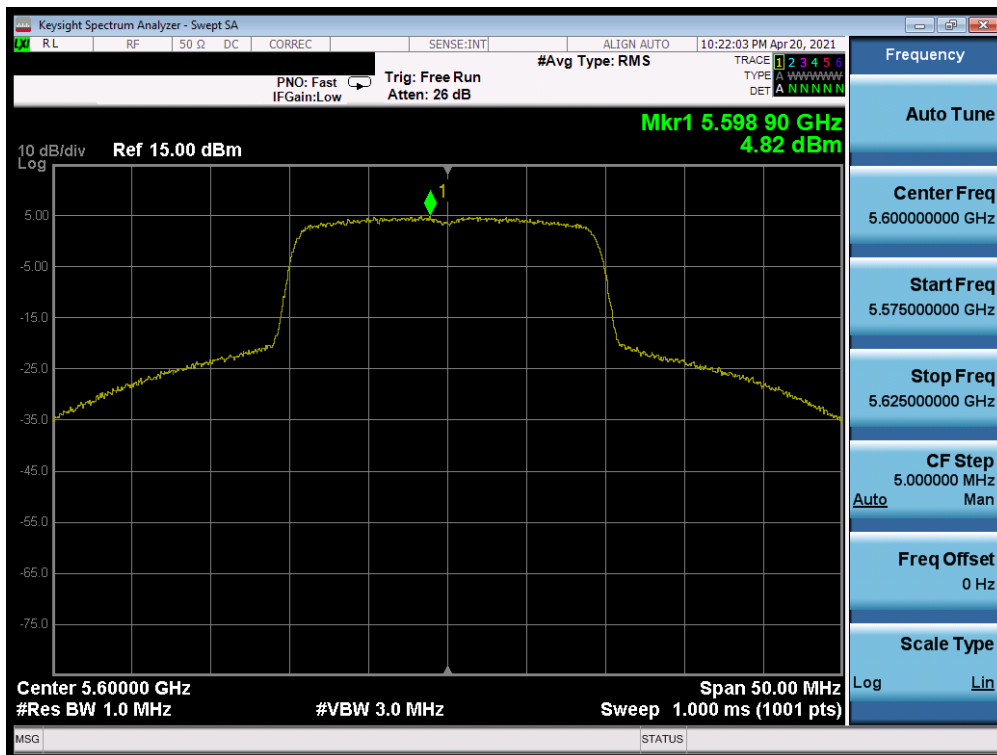 Keysight Spectrum Analyzer - Swept SA
LXI RL RF 50 Ω DC CORREC SENSE:INT ALIGN AUTO 10:22:03 PM Apr 20, 2021
#Avg Type: RMS TRACE 1 2 3 4 5 6
PNO: Fast Trig: Free Run TYPE A WWWWW
IFGain:Low Atten: 26 dB DET A N N N N N
Mkr1 5.598 90 GHz
4.82 dBm
10 dB/div Ref 15.00 dBm
Log
1
5.00
-5.00
-15.0
-25.0
-35.0
-45.0
-55.0
-65.0
-75.0
Center 5.60000 GHz Span 50.00 MHz
#Res BW 1.0 MHz #VBW 3.0 MHz Sweep 1.000 ms (1001 pts)
MSG STATUS
Frequency
Auto Tune
Center Freq
5.600000000 GHz
Start Freq
5.575000000 GHz
Stop Freq
5.625000000 GHz
CF Step
5.000000 MHz
Auto Man
Freq Offset
0 Hz
Scale Type
Log Lin